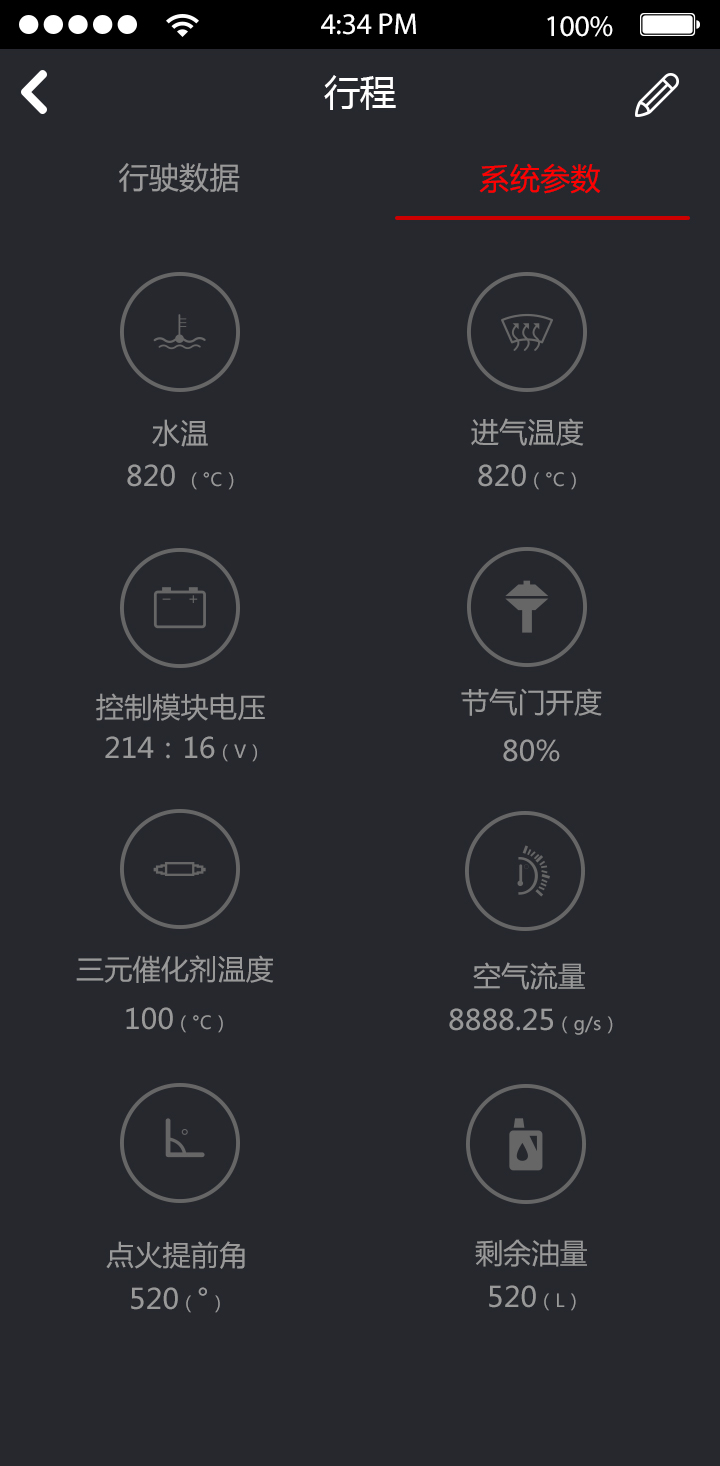 4:34 PM 100%
行程
行驶数据 系统参数
水温 进气温度
820 (℃) 820 (℃)
控制模块电压 节气门开度
214：16 (V) 80%
三元催化剂温度 空气流量
100 (℃) 8888.25 (g/s)
点火提前角 剩余油量
520 (°) 520 (L)